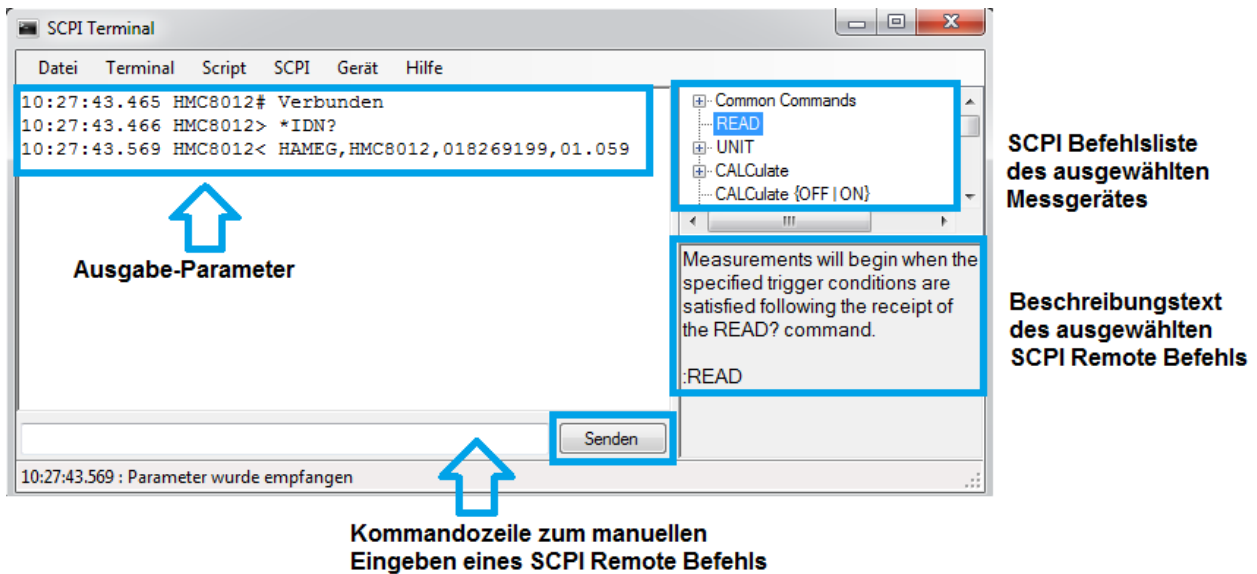 SCPI Terminal
Datei Terminal Script SCPI Gerät Hilfe
10:27:43.465 HMC8012# Verbunden
10:27:43.466 HMC8012> *IDN?
10:27:43.569 HMC8012< HAMEG,HMC8012,018269199,01.059
Ausgabe-Parameter
Common Commands
READ
UNIT
CALCulate
CALCulate {OFF | ON}
SCPI Befehlsliste
des ausgewählten
Messgerätes
Measurements will begin when the
specified trigger conditions are
satisfied following the receipt of
the READ? command.
:READ
Beschreibungstext
des ausgewählten
SCPI Remote Befehls
Senden
10:27:43.569 : Parameter wurde empfangen
Kommandozeile zum manuellen
Eingeben eines SCPI Remote Befehls